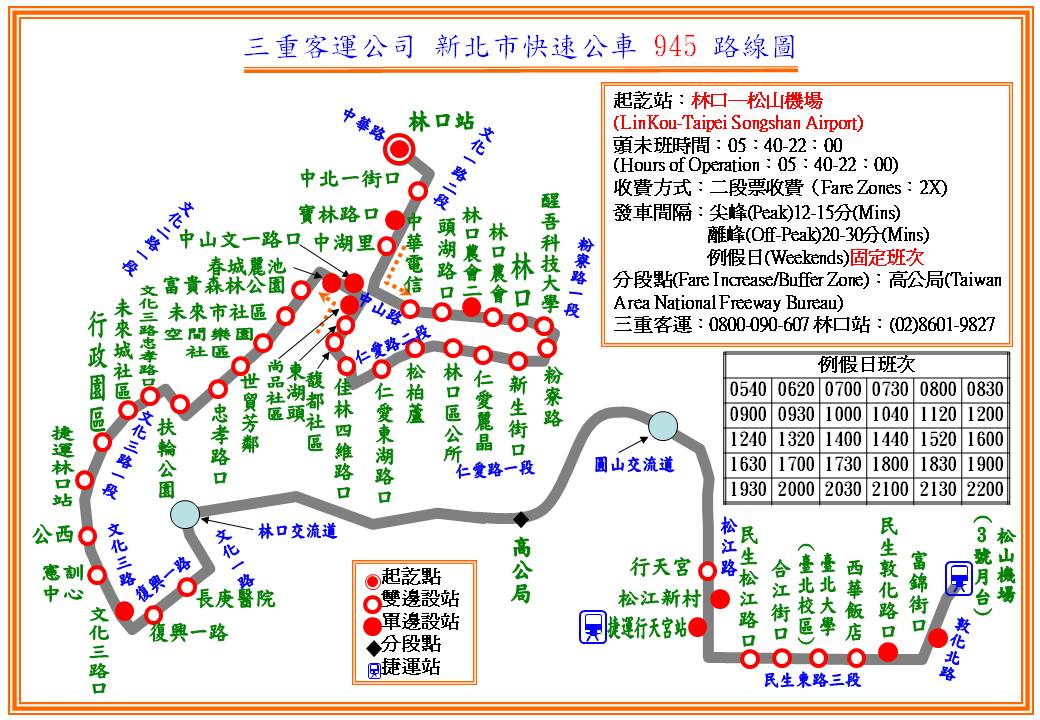 三重客運公司 新北市快速公車 945 路線圖
起訖站：林口—松山機場
(LinKou-Taipei Songshan Airport)
頭末班時間：05：40-22：00
(Hours of Operation：05：40-22：00)
收費方式：二段票收費（Fare Zones：2X)
發車間隔：尖峰(Peak)12-15分(Mins)
離峰(Off-Peak)20-30分(Mins)
例假日(Weekends)固定班次
分段點(Fare Increase/Buffer Zone)：高公局(Taiwan
Area National Freeway Bureau)
三重客運：0800-090-607 林口站：(02)8601-9827
例假日班次
0540 0620 0700 0730 0800 0830
0900 0930 1000 1040 1120 1200
1240 1320 1400 1440 1520 1600
1630 1700 1730 1800 1830 1900
1930 2000 2030 2100 2130 2200
中華路
林口站
文化一路二段
中北一街口
寶林路口
中湖里
中華電信
頭湖路口
林口農會二
林口農會
林口
醒吾科技大學
粉寮路一段
文化二路一段
中山文一路口
春城麗池
富貴森林公園
未來市社區
空間樂園
社區
中山路
仁愛路二段
文化三路忠孝路口
未來城社區
行政園區
文化三路一段
扶輪公園
忠孝路口
世貿芳鄰
尚品社區
東湖頭
馥都社區
佳林四維路口
仁愛東湖路口
松柏蘆
林口區公所
仁愛麗晶
新生街口
粉寮路
仁愛路一段
捷運林口站
公西
憲訓
中心
文化三路
文化三路口
復興一路
復興一路
長庚醫院
文化一路
林口交流道
高公局
圓山交流道
起訖點
雙邊設站
單邊設站
分段點
捷運站
松江路
行天宮
松江新村
捷運行天宮站
民生松江路口
合江街口
臺北大學
(臺北校區)
西華飯店
民生敦化路口
富錦街口
松山機場
(3號月台)
敦化北路
民生東路三段